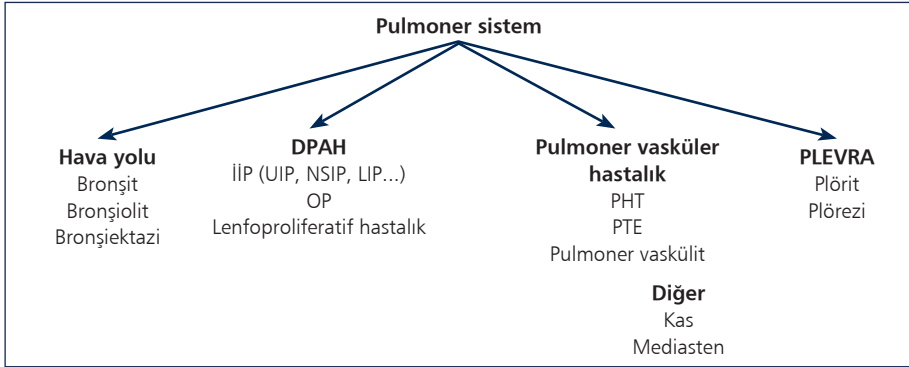 Pulmoner sistem
Hava yolu
Bronşit
Bronşiolit
Bronşiektazi
DPAH
İİP (UIP, NSIP, LIP...)
OP
Lenfoproliferatif hastalık
Pulmoner vasküler
hastalık
PHT
PTE
Pulmoner vaskülit
PLEVRA
Plörit
Plörezi
Diğer
Kas
Mediasten